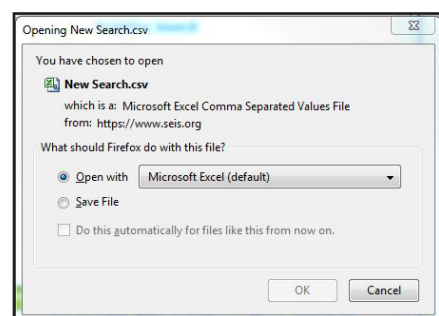 Opening New Search.csv
You have chosen to open
New Search.csv
which is a: Microsoft Excel Comma Separated Values File
from: https://www.seis.org
What should Firefox do with this file?
Open with Microsoft Excel (default)
Save File
Do this automatically for files like this from now on.
OK Cancel